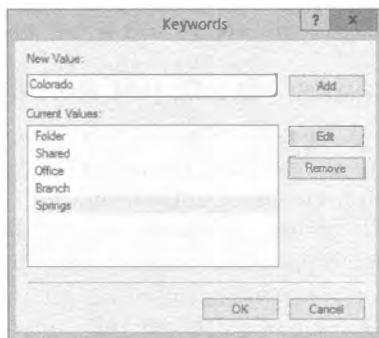 Keywords
? x
New Value:
Colorado
Add
Current Values:
Folder
Shared
Office
Branch
Springs
Edit
Remove
OK
Cancel